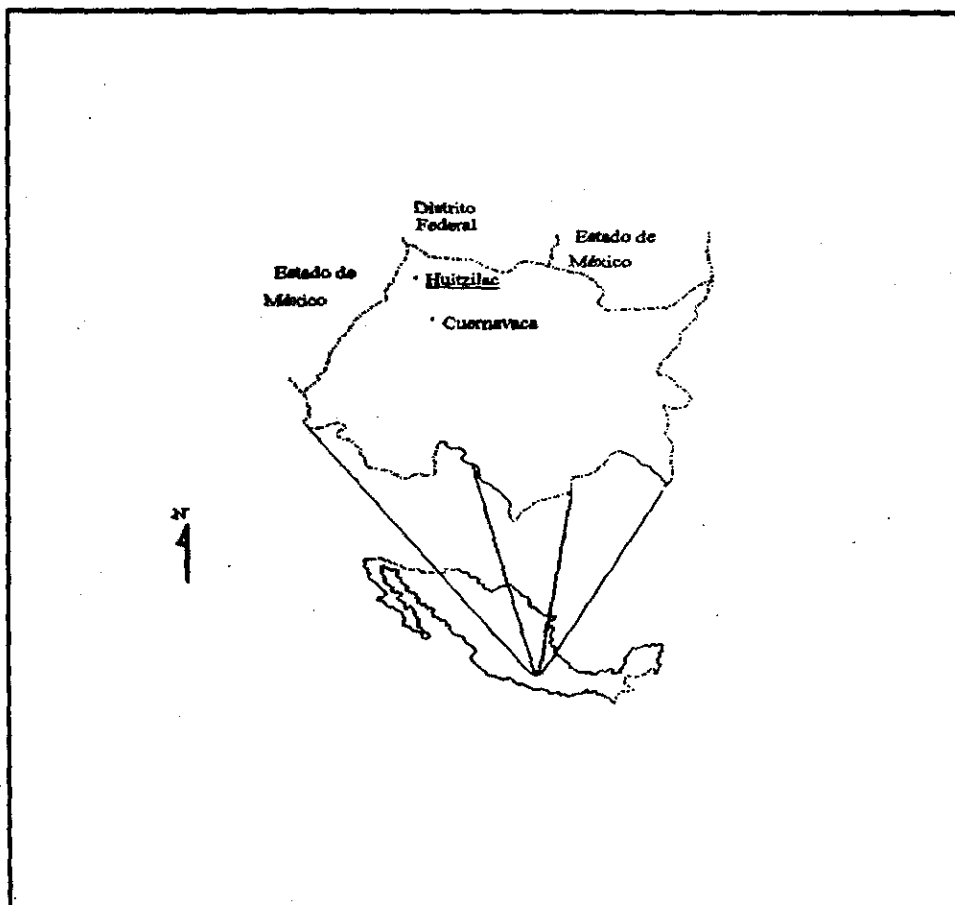 Distrito
Federal
Estado de
México
Estado de
México
Huitzilac
Cuernavaca
N